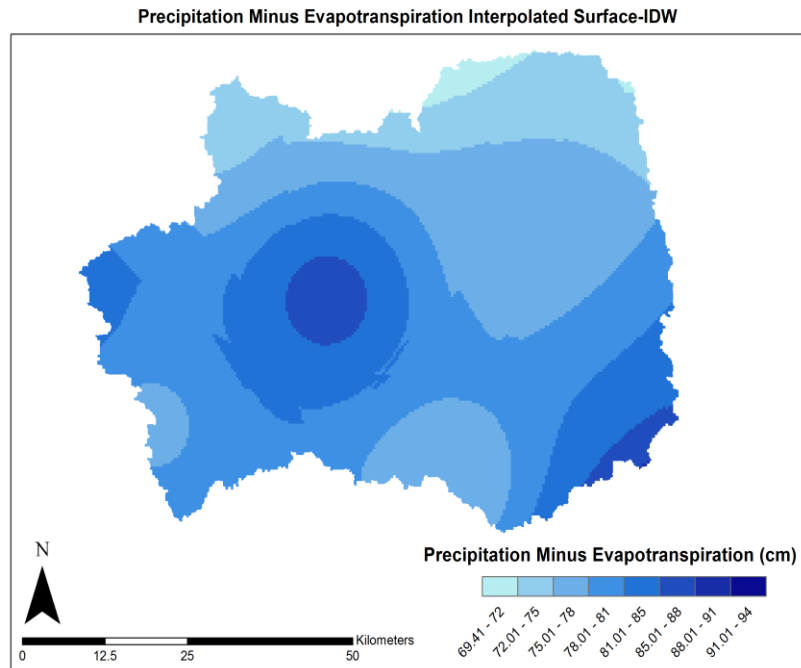 Precipitation Minus Evapotranspiration Interpolated Surface-IDW
N
Precipitation Minus Evapotranspiration (cm)
69.41 - 72
72.01 - 75
75.01 - 78
78.01 - 81
81.01 - 85
85.01 - 88
88.01 - 91
91.01 - 94
Kilometers
0 12.5 25 50